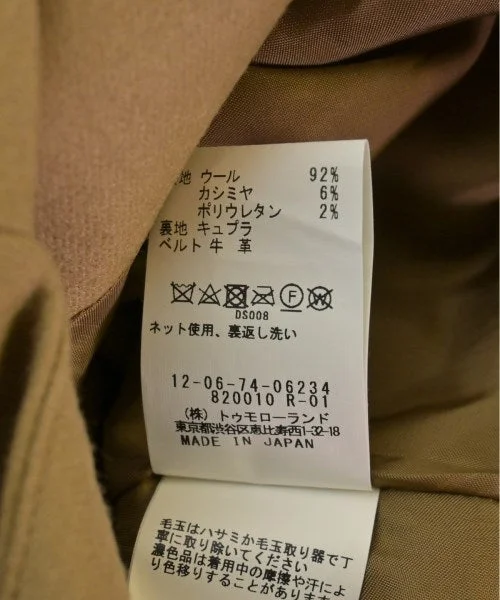 地 ウール 92%
カシミヤ 6%
ポリウレタン 2%
裏地 キュプラ
ベルト 牛 革
DS008
ネット使用、裏返し洗い
12-06-74-06234
820010 R-01
(株) トゥモローランド
東京都渋谷区恵比寿西1-32-18
MADE IN JAPAN
毛玉はハサミか毛玉取り器で丁
寧に取り除いてください
濃色品は着用中の摩擦や汗によ
り色移りすることがあります